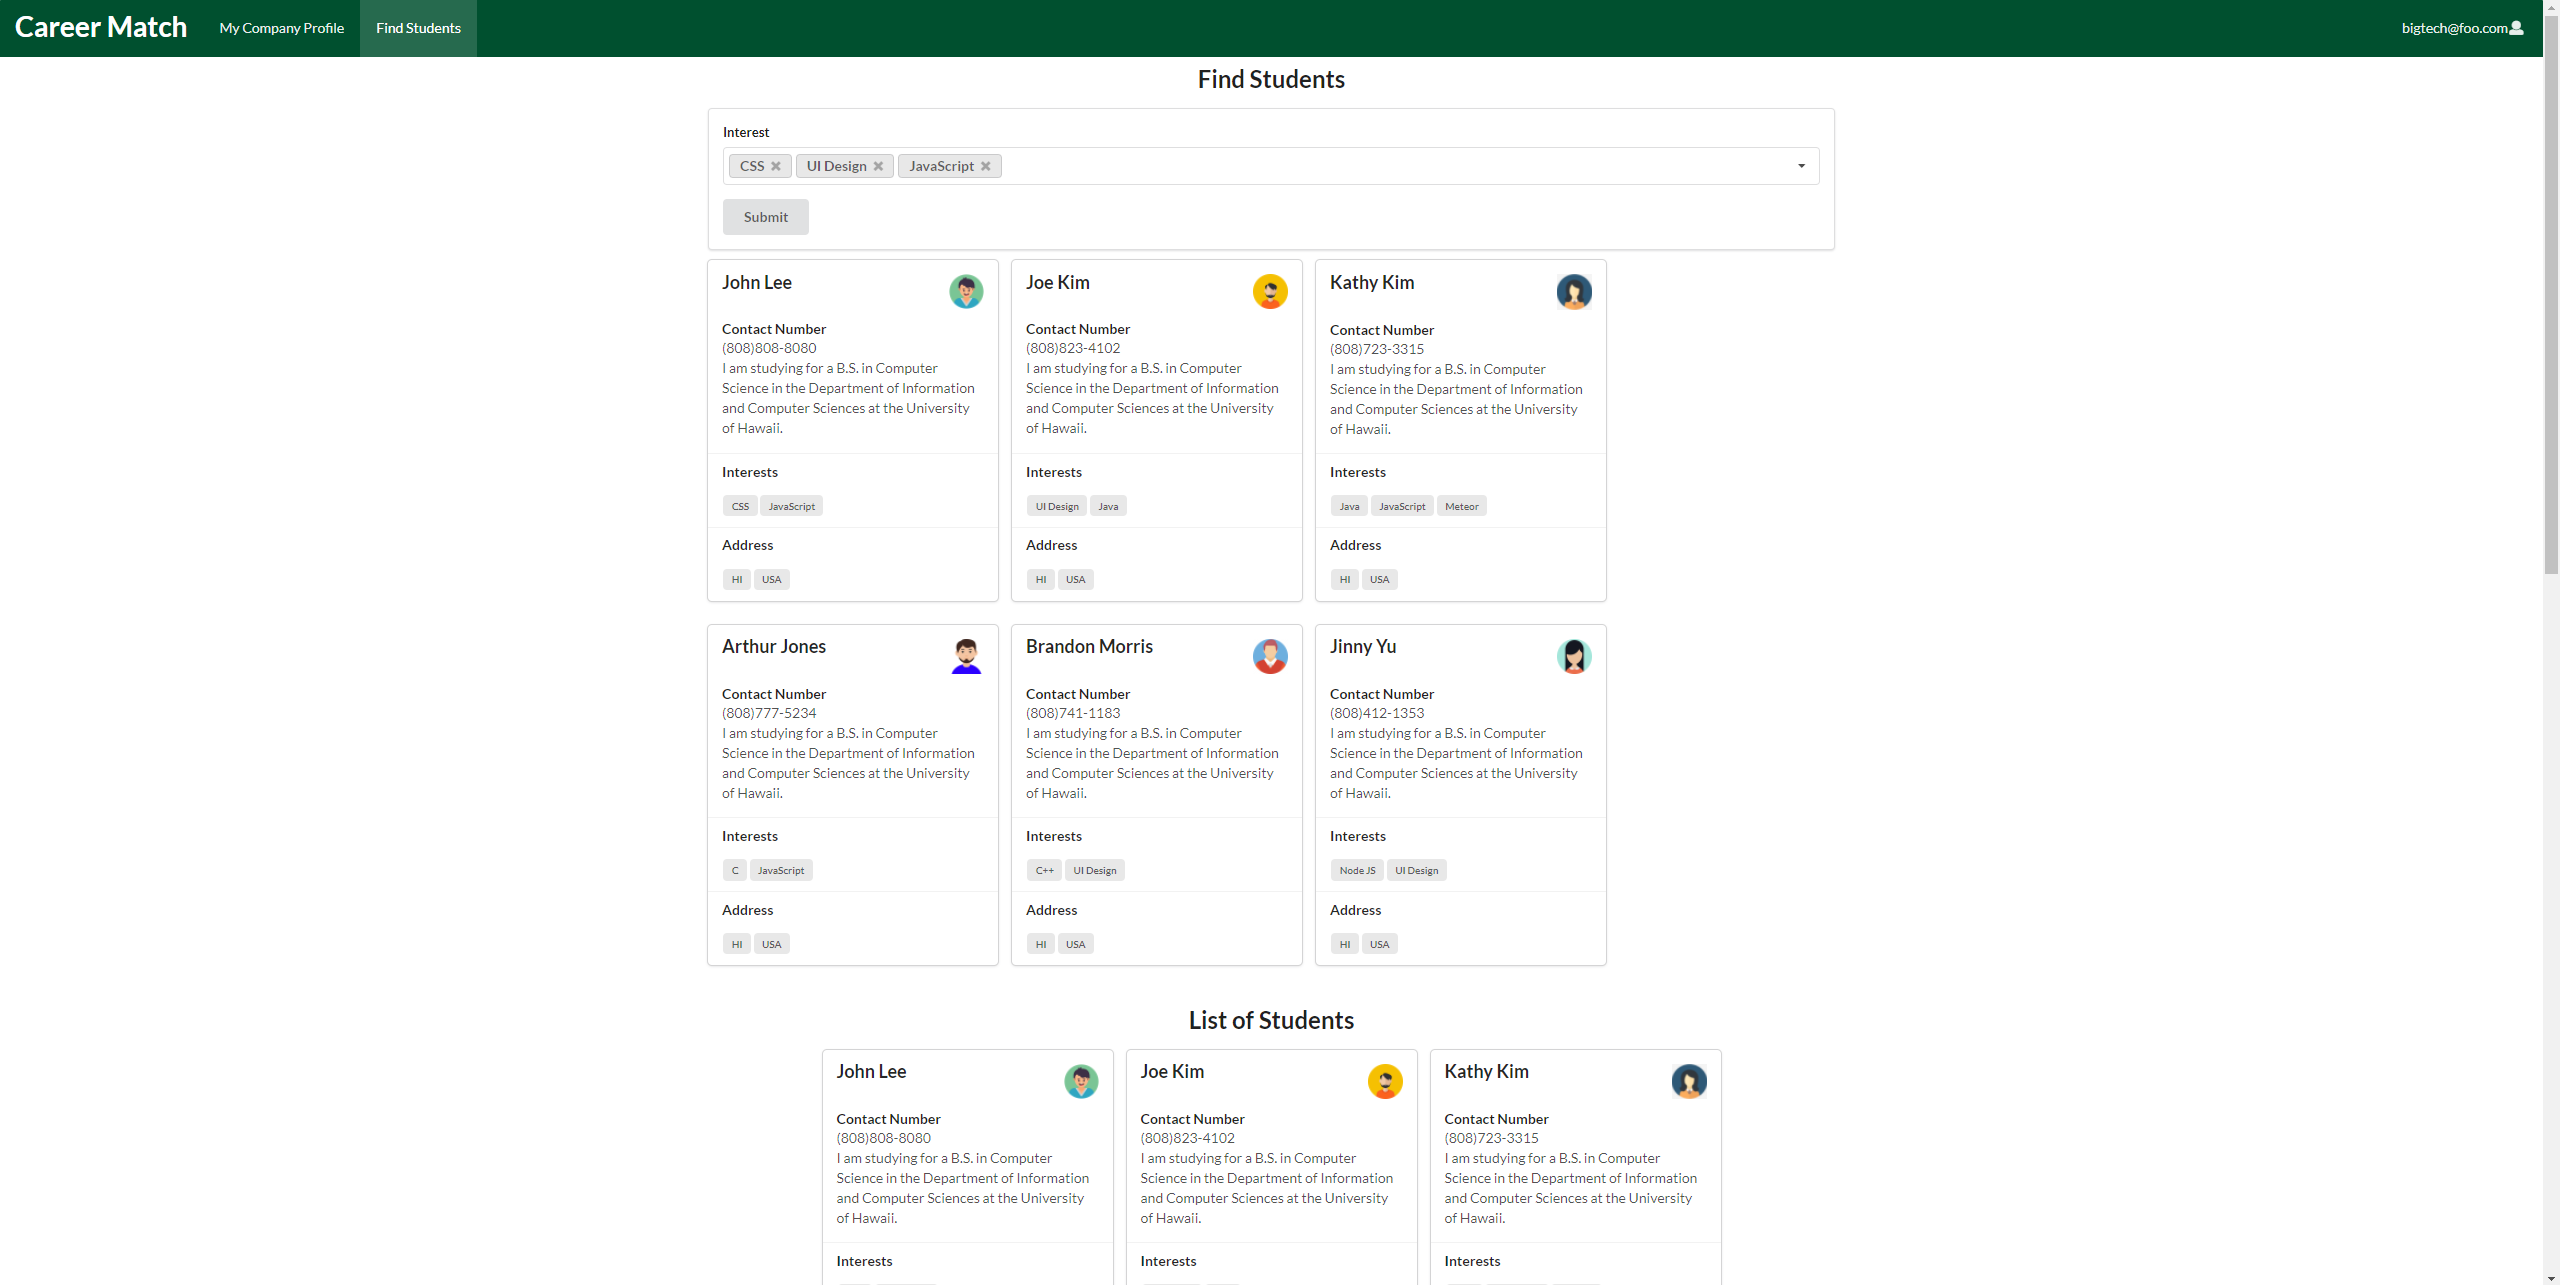 Career Match My Company Profile Find Students bigtech@foo.com
Find Students
Interest
CSS UI Design JavaScript
Submit
John Lee
Contact Number
(808)808-8080
I am studying for a B.S. in Computer
Science in the Department of Information
and Computer Sciences at the University
of Hawaii.
Interests
CSS JavaScript
Address
HI USA
Joe Kim
Contact Number
(808)823-4102
I am studying for a B.S. in Computer
Science in the Department of Information
and Computer Sciences at the University
of Hawaii.
Interests
UI Design Java
Address
HI USA
Kathy Kim
Contact Number
(808)723-3315
I am studying for a B.S. in Computer
Science in the Department of Information
and Computer Sciences at the University
of Hawaii.
Interests
Java JavaScript Meteor
Address
HI USA
Arthur Jones
Contact Number
(808)777-5234
I am studying for a B.S. in Computer
Science in the Department of Information
and Computer Sciences at the University
of Hawaii.
Interests
C JavaScript
Address
HI USA
Brandon Morris
Contact Number
(808)741-1183
I am studying for a B.S. in Computer
Science in the Department of Information
and Computer Sciences at the University
of Hawaii.
Interests
C++ UI Design
Address
HI USA
Jinny Yu
Contact Number
(808)412-1353
I am studying for a B.S. in Computer
Science in the Department of Information
and Computer Sciences at the University
of Hawaii.
Interests
Node JS UI Design
Address
HI USA
List of Students
John Lee
Contact Number
(808)808-8080
I am studying for a B.S. in Computer
Science in the Department of Information
and Computer Sciences at the University
of Hawaii.
Interests
Joe Kim
Contact Number
(808)823-4102
I am studying for a B.S. in Computer
Science in the Department of Information
and Computer Sciences at the University
of Hawaii.
Interests
Kathy Kim
Contact Number
(808)723-3315
I am studying for a B.S. in Computer
Science in the Department of Information
and Computer Sciences at the University
of Hawaii.
Interests